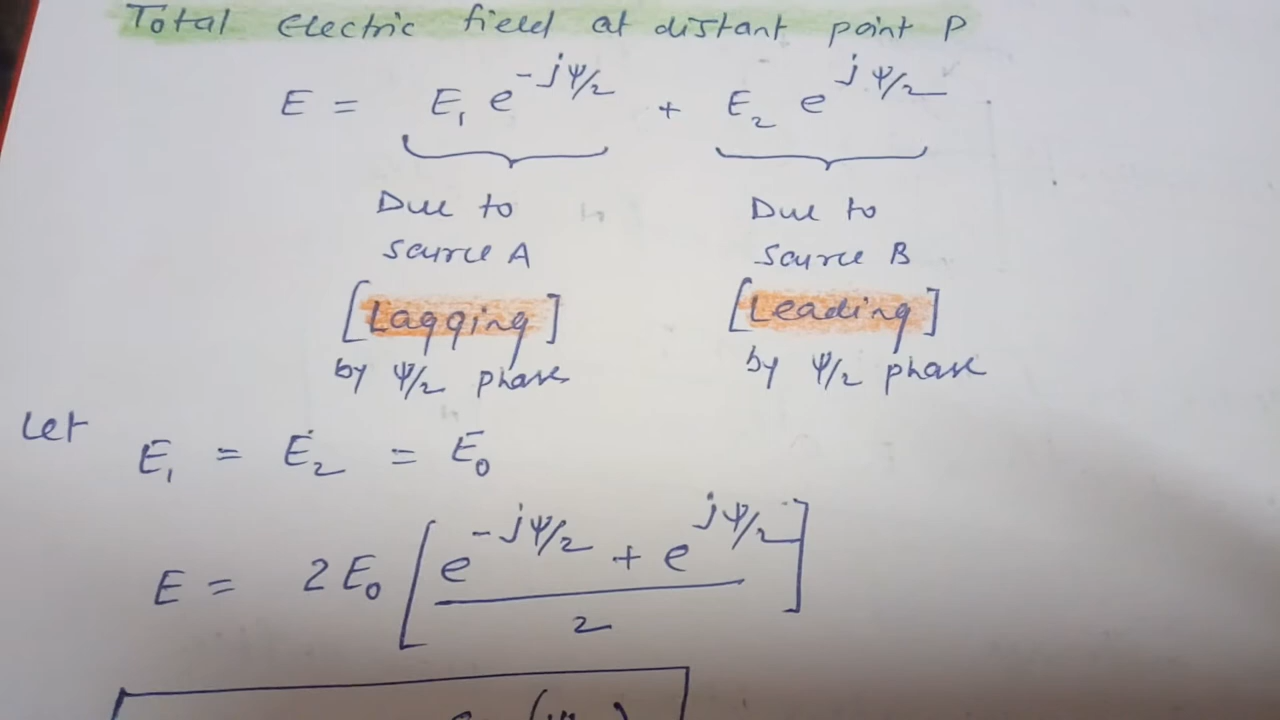 Total electric field at distant point P
E = E₁ e^{-jΨ/2} + E₂ e^{jΨ/2}
Due to source A
[Lagging]
by Ψ/2 phase
Due to source B
[Leading]
by Ψ/2 phase
Let
E₁ = E₂ = E₀
E = 2E₀ [ (e^{-jΨ/2} + e^{jΨ/2}) / 2 ]